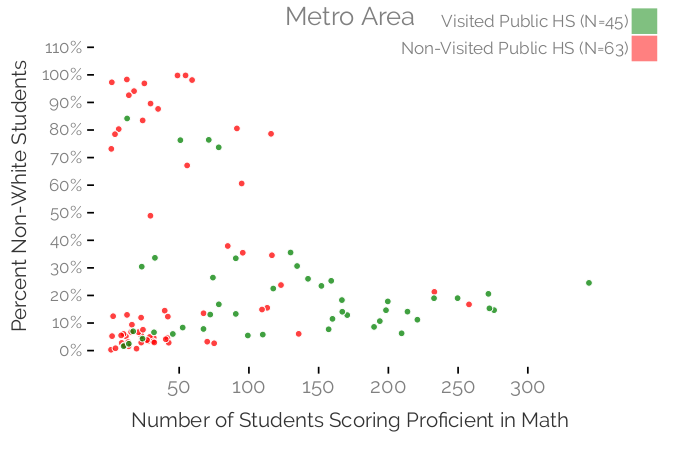 Metro Area
Visited Public HS (N=45)
Non-Visited Public HS (N=63)
Percent Non-White Students
110%
100%
90%
80%
70%
60%
50%
40%
30%
20%
10%
0%
50 100 150 200 250 300
Number of Students Scoring Proficient in Math